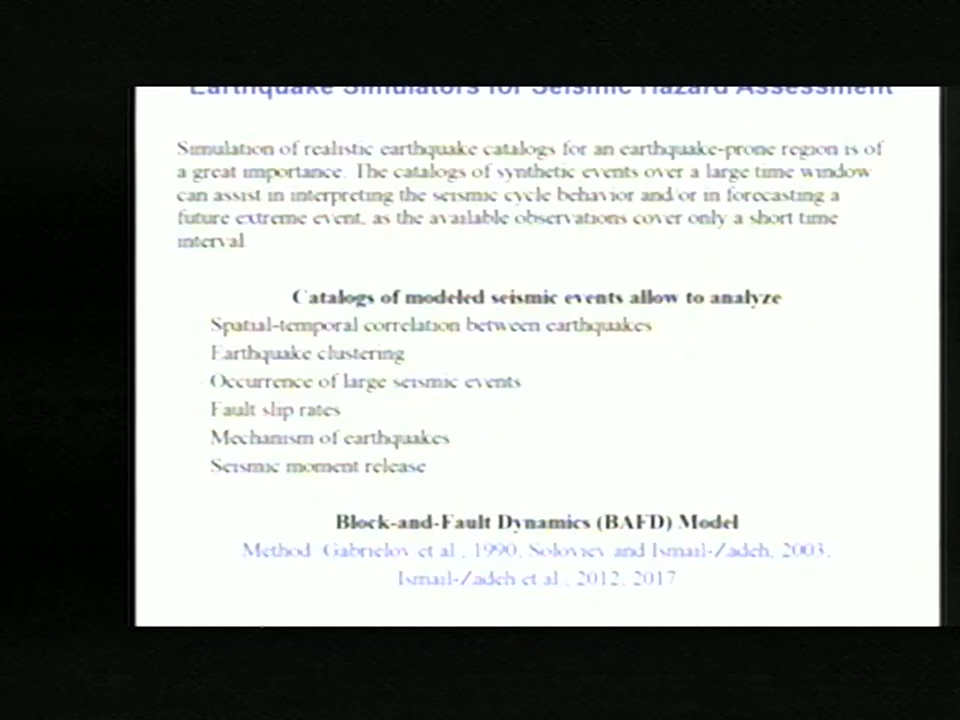 Earthquake Simulators for Seismic Hazard Assessment
Simulation of realistic earthquake catalogs for an earthquake-prone region is of
a great importance. The catalogs of synthetic events over a large time window
can assist in interpreting the seismic cycle behavior and/or in forecasting a
future extreme event, as the available observations cover only a short time
interval.
Catalogs of modeled seismic events allow to analyze
Spatial-temporal correlation between earthquakes
Earthquake clustering
Occurrence of large seismic events
Fault slip rates
Mechanism of earthquakes
Seismic moment release
Block-and-Fault Dynamics (BAFD) Model
Method: Gabrielov et al., 1990; Soloviev and Ismail-Zadeh, 2003;
Ismail-Zadeh et al., 2012, 2017